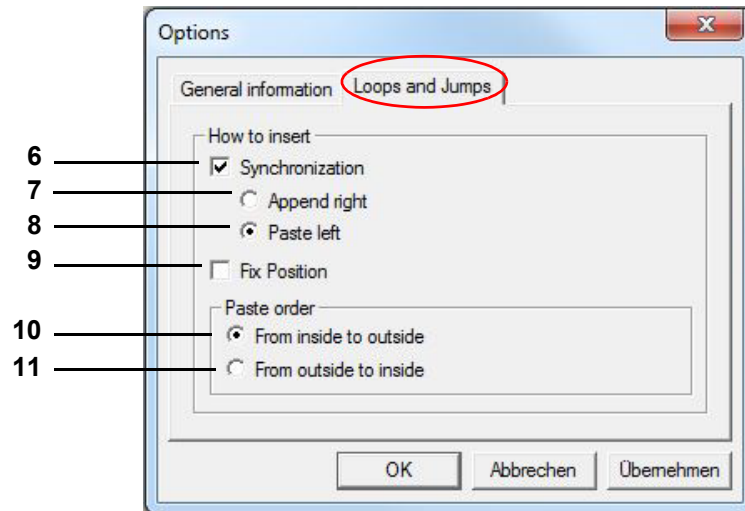 Options
General information Loops and Jumps
How to insert
6 Synchronization
7 Append right
8 Paste left
9 Fix Position
Paste order
10 From inside to outside
11 From outside to inside
OK Abbrechen Übernehmen